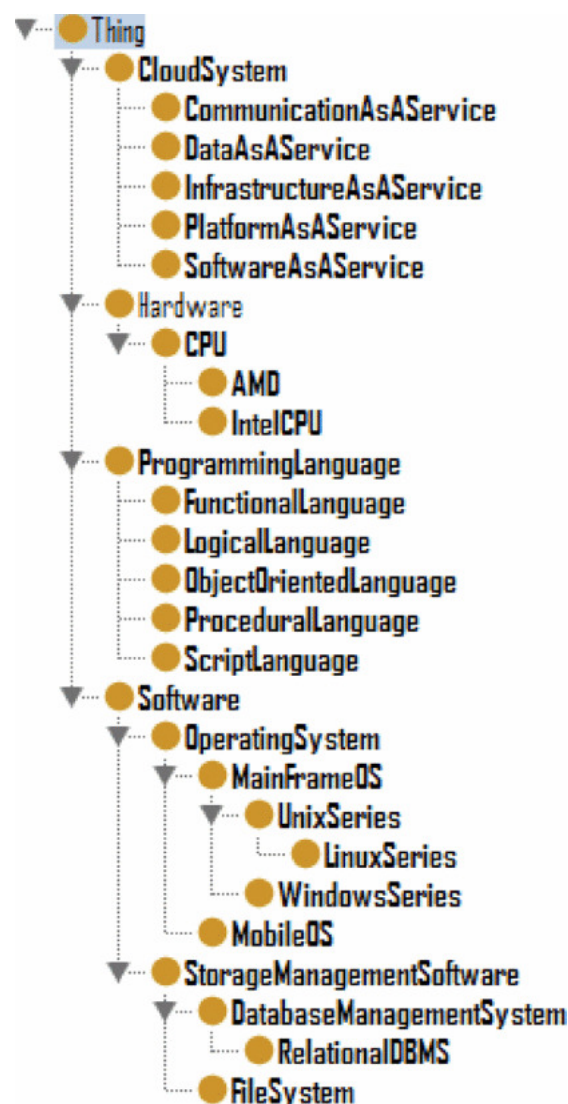 Thing
CloudSystem
CommunicationAsAService
DataAsAService
InfrastructureAsAService
PlatformAsAService
SoftwareAsAService
Hardware
CPU
AMD
IntelCPU
ProgrammingLanguage
FunctionalLanguage
LogicalLanguage
ObjectOrientedLanguage
ProceduralLanguage
ScriptLanguage
Software
OperatingSystem
MainFrameOS
UnixSeries
LinuxSeries
WindowsSeries
MobileOS
StorageManagementSoftware
DatabaseManagementSystem
RelationalDBMS
FileSystem